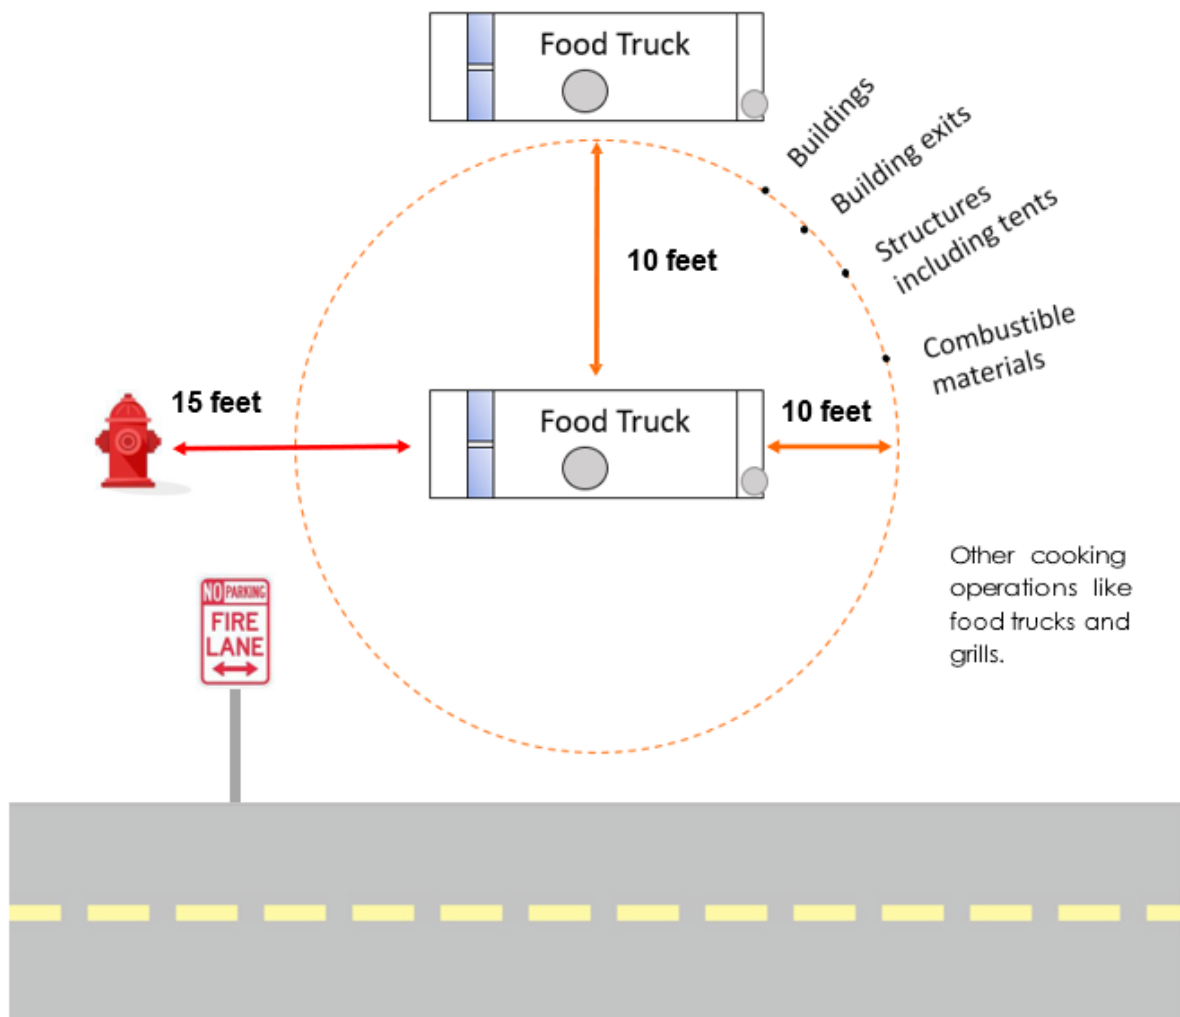 Food Truck
Buildings
Building exits
Structures
including tents
Combustible
materials
10 feet
15 feet
Food Truck
10 feet
Other cooking
operations like
food trucks and
grills.
NO PARKING
FIRE
LANE